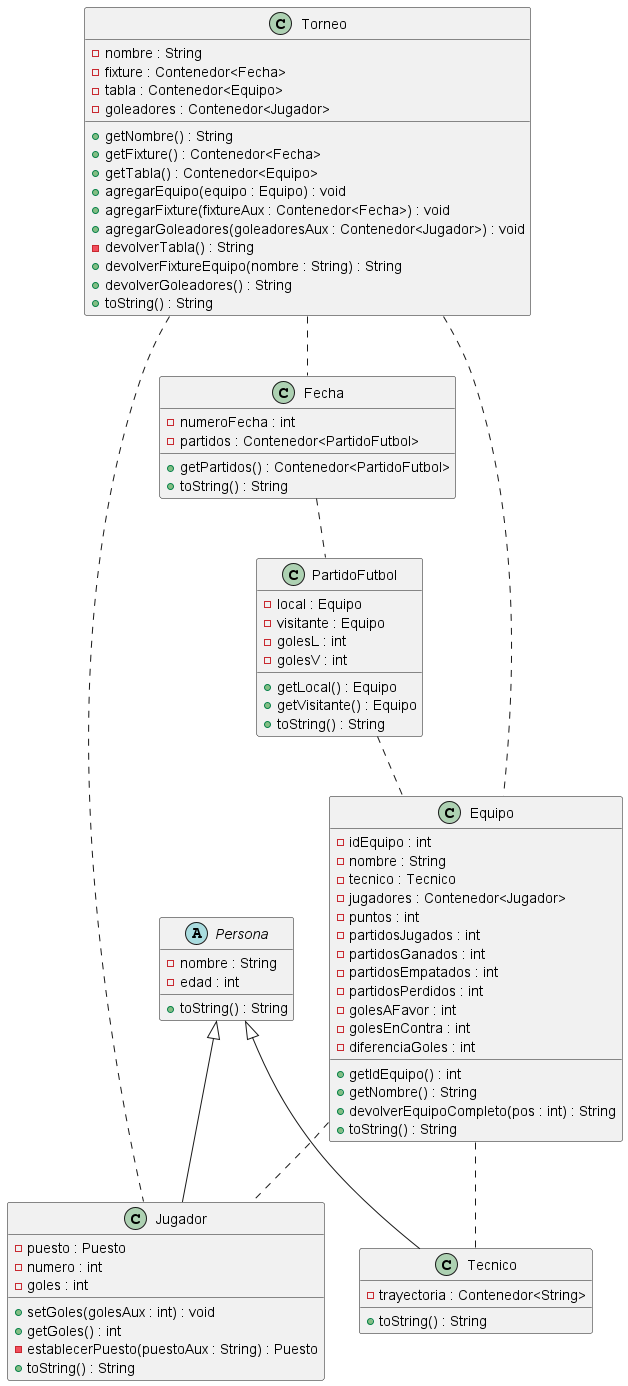 C Torneo
nombre : String
fixture : Contenedor<Fecha>
tabla : Contenedor<Equipo>
goleadores : Contenedor<Jugador>
getNombre() : String
getFixture() : Contenedor<Fecha>
getTabla() : Contenedor<Equipo>
agregarEquipo(equipo : Equipo) : void
agregarFixture(fixtureAux : Contenedor<Fecha>) : void
agregarGoleadores(goleadoresAux : Contenedor<Jugador>) : void
devolverTabla() : String
devolverFixtureEquipo(nombre : String) : String
devolverGoleadores() : String
toString() : String
C Fecha
numeroFecha : int
partidos : Contenedor<PartidoFutbol>
getPartidos() : Contenedor<PartidoFutbol>
toString() : String
C PartidoFutbol
local : Equipo
visitante : Equipo
golesL : int
golesV : int
getLocal() : Equipo
getVisitante() : Equipo
toString() : String
C Equipo
idEquipo : int
nombre : String
tecnico : Tecnico
jugadores : Contenedor<Jugador>
puntos : int
partidosJugados : int
partidosGanados : int
partidosEmpatados : int
partidosPerdidos : int
golesAFavor : int
golesEnContra : int
diferenciaGoles : int
getIdEquipo() : int
getNombre() : String
devolverEquipoCompleto(pos : int) : String
toString() : String
A Persona
nombre : String
edad : int
toString() : String
C Jugador
puesto : Puesto
numero : int
goles : int
setGoles(golesAux : int) : void
getGoles() : int
establecerPuesto(puestoAux : String) : Puesto
toString() : String
C Tecnico
trayectoria : Contenedor<String>
toString() : String